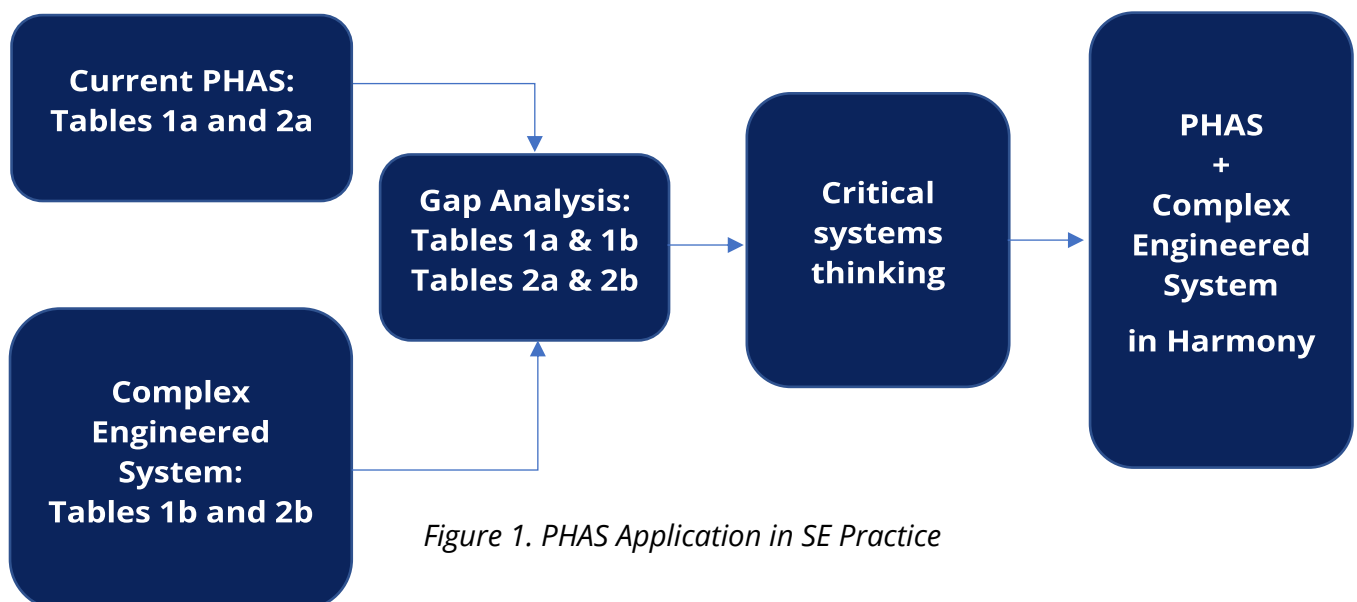 Current PHAS:
Tables 1a and 2a
Complex
Engineered
System:
Tables 1b and 2b
Gap Analysis:
Tables 1a & 1b
Tables 2a & 2b
Critical
systems
thinking
PHAS
+
Complex
Engineered
System
in Harmony
Figure 1. PHAS Application in SE Practice